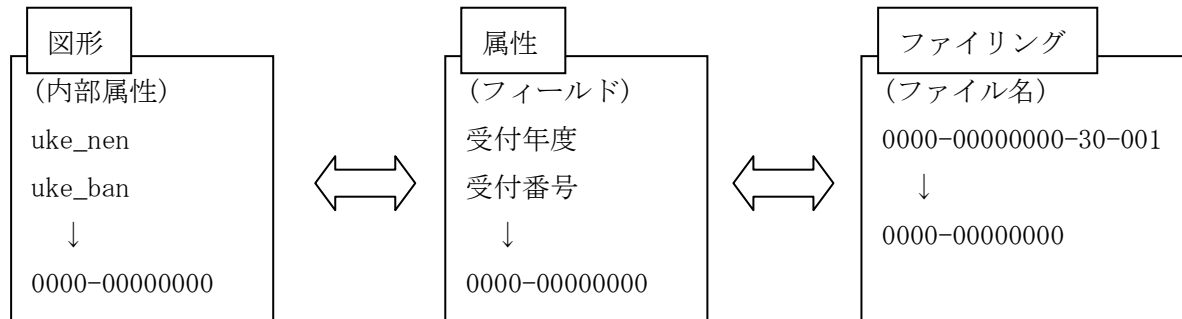 図形
(内部属性)
uke_nen
uke_ban
↓
0000-00000000
属性
(フィールド)
受付年度
受付番号
↓
0000-00000000
ファイリング
(ファイル名)
0000-00000000-30-001
↓
0000-00000000